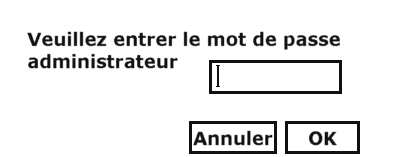 Veuillez entrer le mot de passe
administrateur
Annuler OK